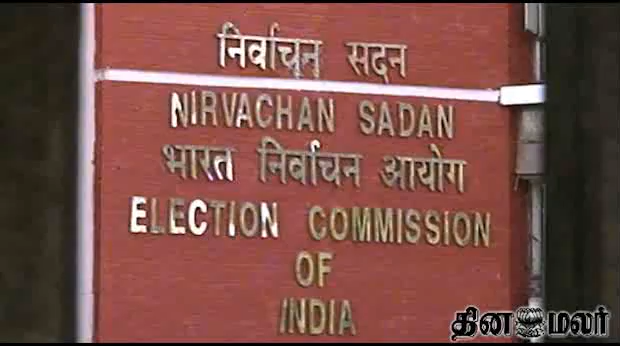 निर्वाचन सदन
NIRVACHAN SADAN
भारत निर्वाचन आयोग
ELECTION COMMISSION
OF
INDIA
தினமலர்